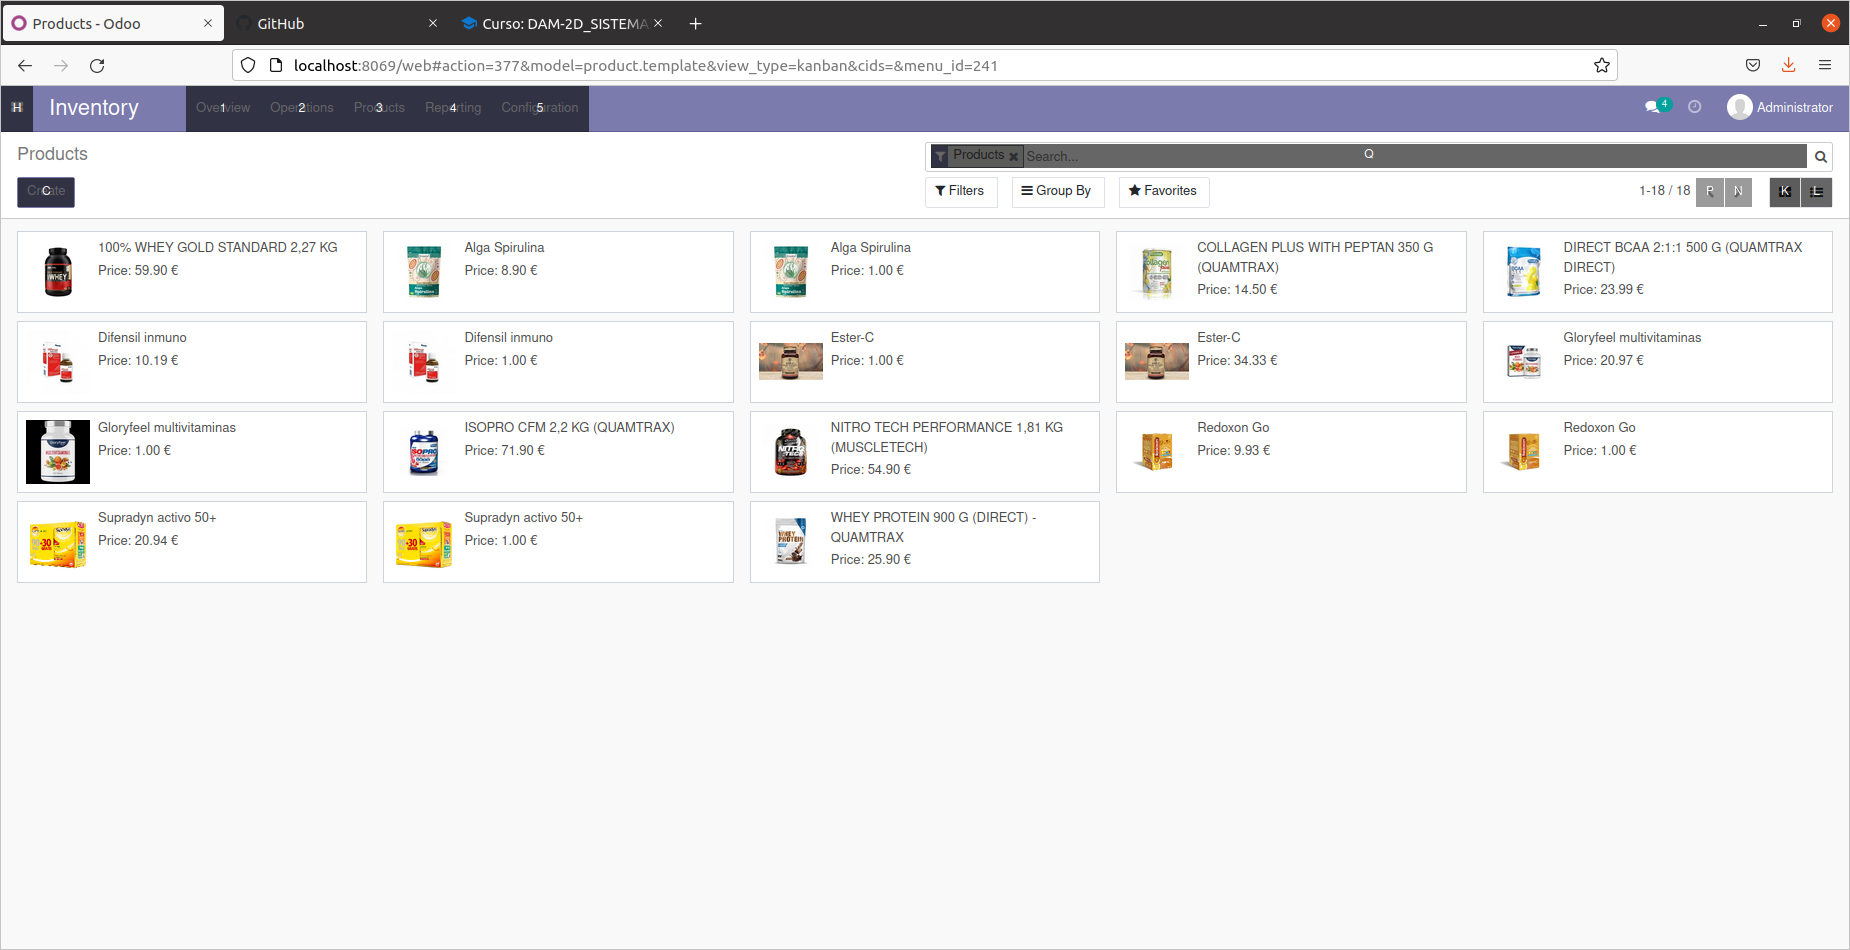 Products - Odoo
GitHub
Curso: DAM-2D_SISTEMA
localhost:8069/web#action=377&model=product.template&view_type=kanban&cids=&menu_id=241
H
Inventory
Overview 1
Operations 2
Products 3
Reporting 4
Configuration 5
4
Administrator
Products
Products
Search...
Q
Create C
Filters
Group By
Favorites
1-18 / 18
P
N
K
L
100% WHEY GOLD STANDARD 2,27 KG
Price: 59.90 €
Alga Spirulina
Price: 8.90 €
Alga Spirulina
Price: 1.00 €
COLLAGEN PLUS WITH PEPTAN 350 G
(QUAMTRAX)
Price: 14.50 €
DIRECT BCAA 2:1:1 500 G (QUAMTRAX
DIRECT)
Price: 23.99 €
Difensil inmuno
Price: 10.19 €
Difensil inmuno
Price: 1.00 €
Ester-C
Price: 1.00 €
Ester-C
Price: 34.33 €
Gloryfeel multivitaminas
Price: 20.97 €
Gloryfeel multivitaminas
Price: 1.00 €
ISOPRO CFM 2,2 KG (QUAMTRAX)
Price: 71.90 €
NITRO TECH PERFORMANCE 1,81 KG
(MUSCLETECH)
Price: 54.90 €
Redoxon Go
Price: 9.93 €
Redoxon Go
Price: 1.00 €
Supradyn activo 50+
Price: 20.94 €
Supradyn activo 50+
Price: 1.00 €
WHEY PROTEIN 900 G (DIRECT) -
QUAMTRAX
Price: 25.90 €